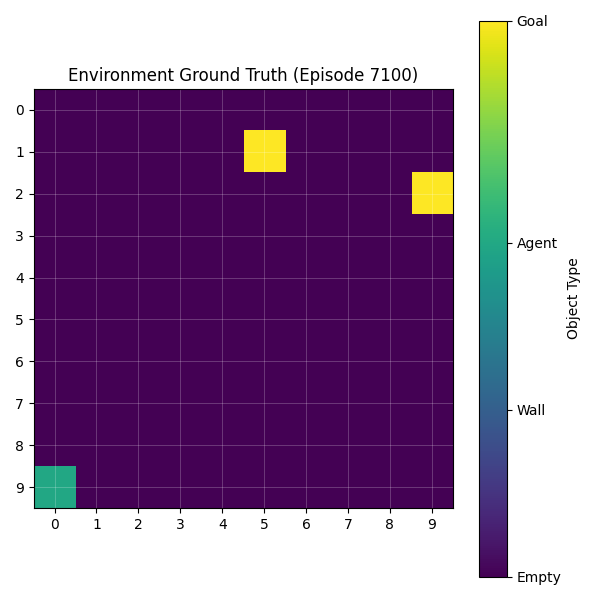 Environment Ground Truth (Episode 7100)
0
1
2
3
4
5
6
7
8
9
0 1 2 3 4 5 6 7 8 9
Goal
Agent
Wall
Empty
Object Type